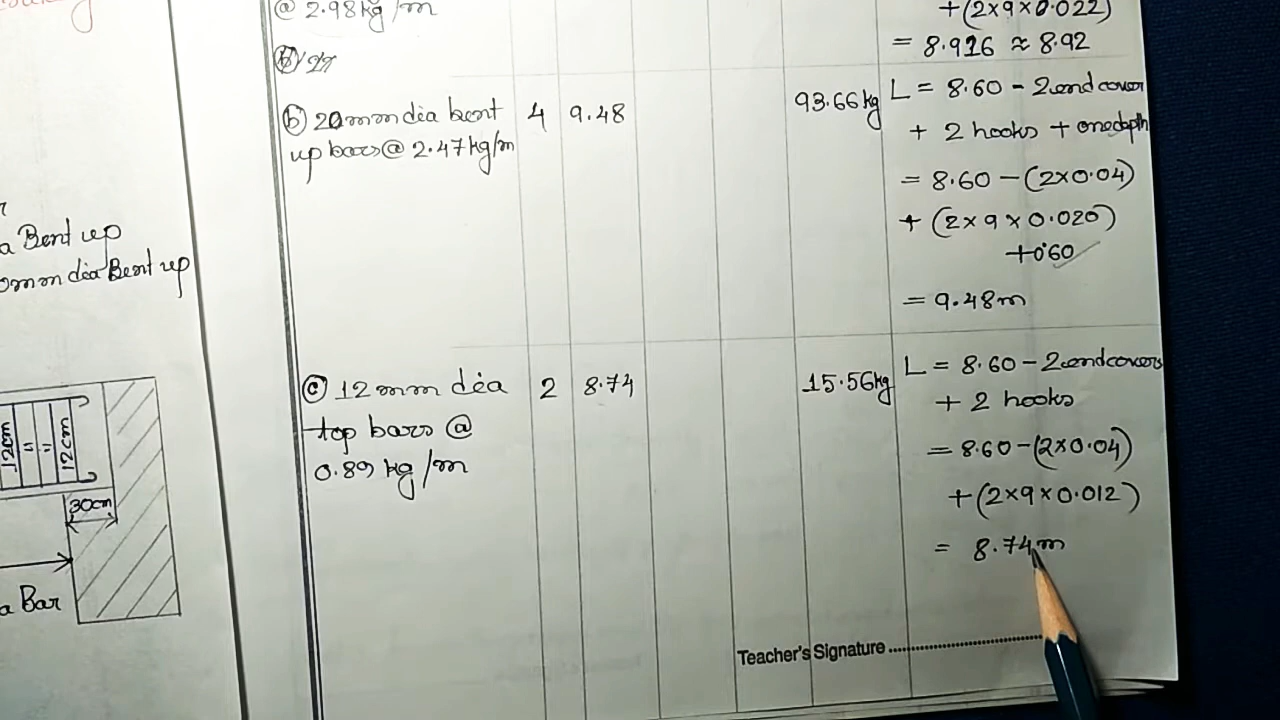 @ 2.98kg/m
+(2×9×0.022)
= 8.926 ≈ 8.92
ⓑ 20mm dia bent 4 9.48 93.66kg L = 8.60 - 2 end cover
up bars @ 2.47 kg/m + 2 hooks + one depth
= 8.60 - (2×0.04)
+ (2×9×0.020)
+0.60
= 9.48m
a Bent up
omm dia Bent up
ⓒ 12mm dia 2 8.74 15.56kg L = 8.60 - 2 end covers
top bars @ + 2 hooks
0.89 kg/m = 8.60-(2×0.04)
+(2×9×0.012)
= 8.74m
12cm = = 12cm
30cm
a Bar
Teacher's Signature